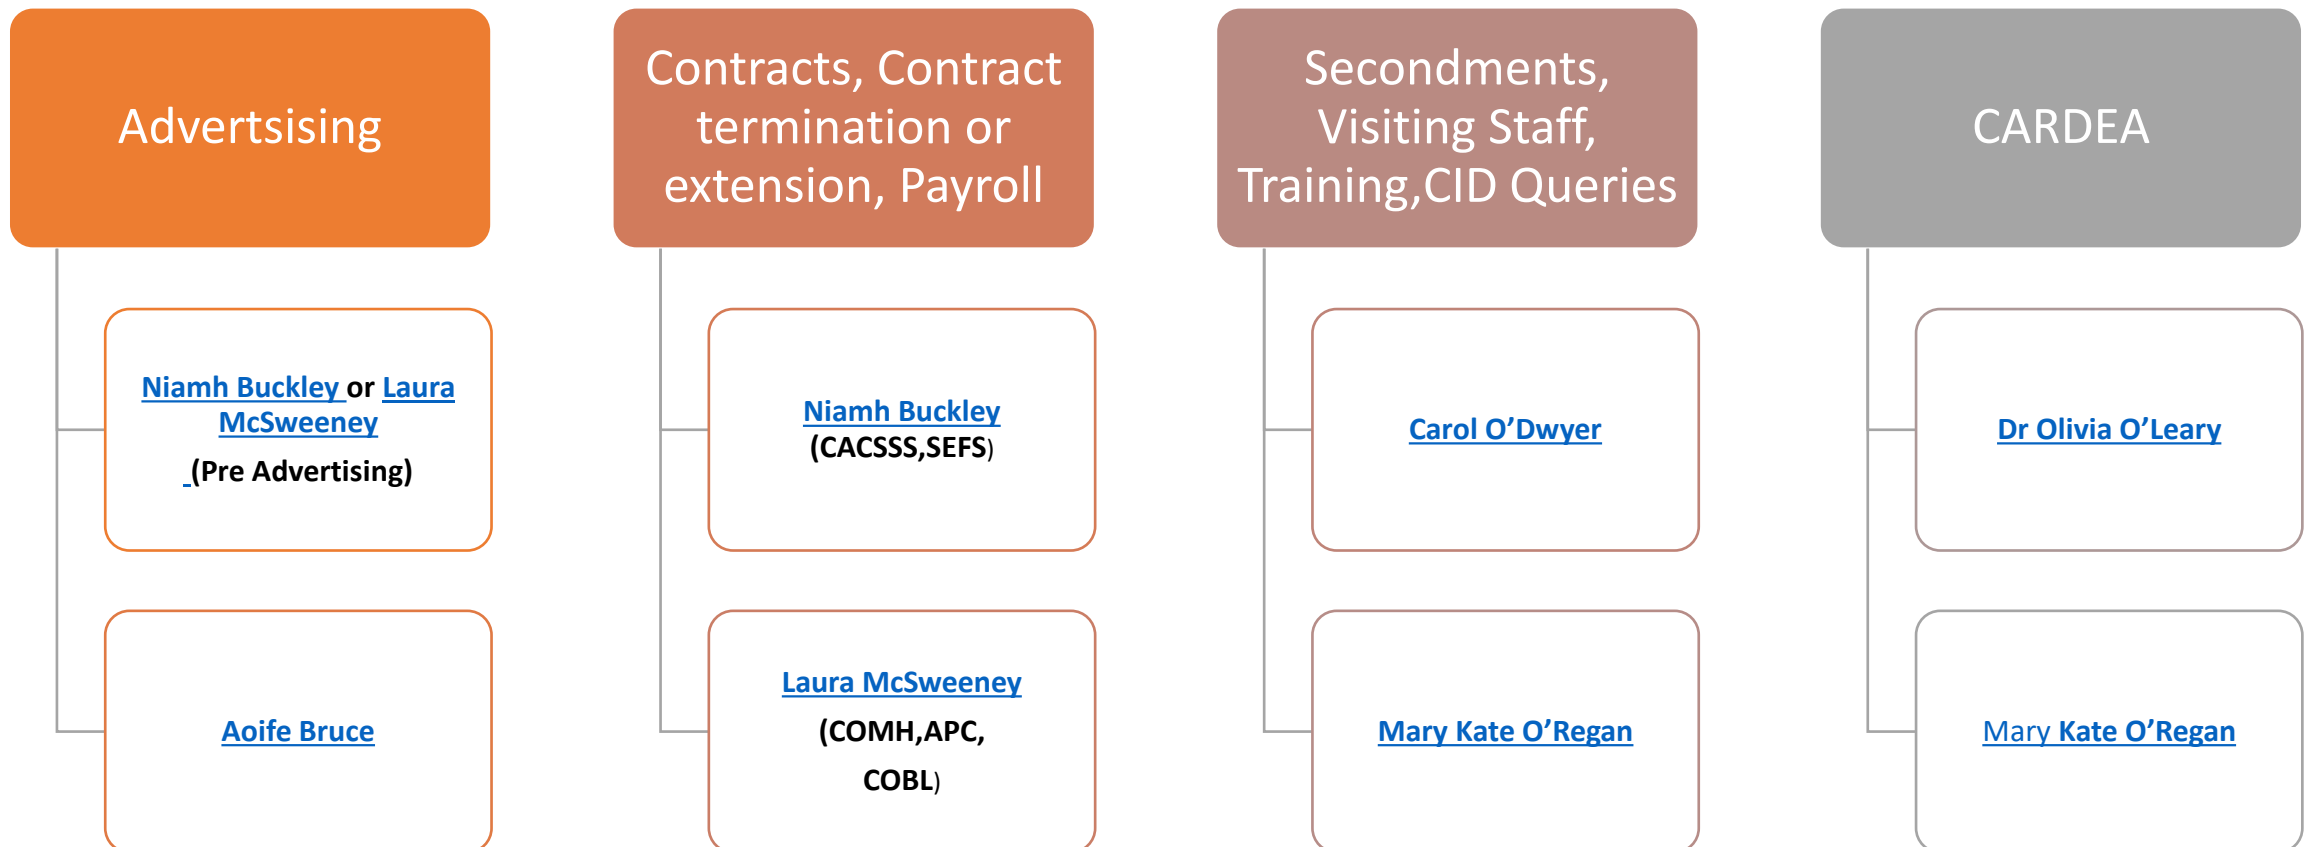 Advertsising
Niamh Buckley or Laura
McSweeney
(Pre Advertising)
Aoife Bruce
Contracts, Contract
termination or
extension, Payroll
Niamh Buckley
(CACSSS,SEFS)
Laura McSweeney
(COMH,APC,
COBL)
Secondments,
Visiting Staff,
Training,CID Queries
Carol O’Dwyer
Mary Kate O’Regan
CARDEA
Dr Olivia O’Leary
Mary Kate O’Regan